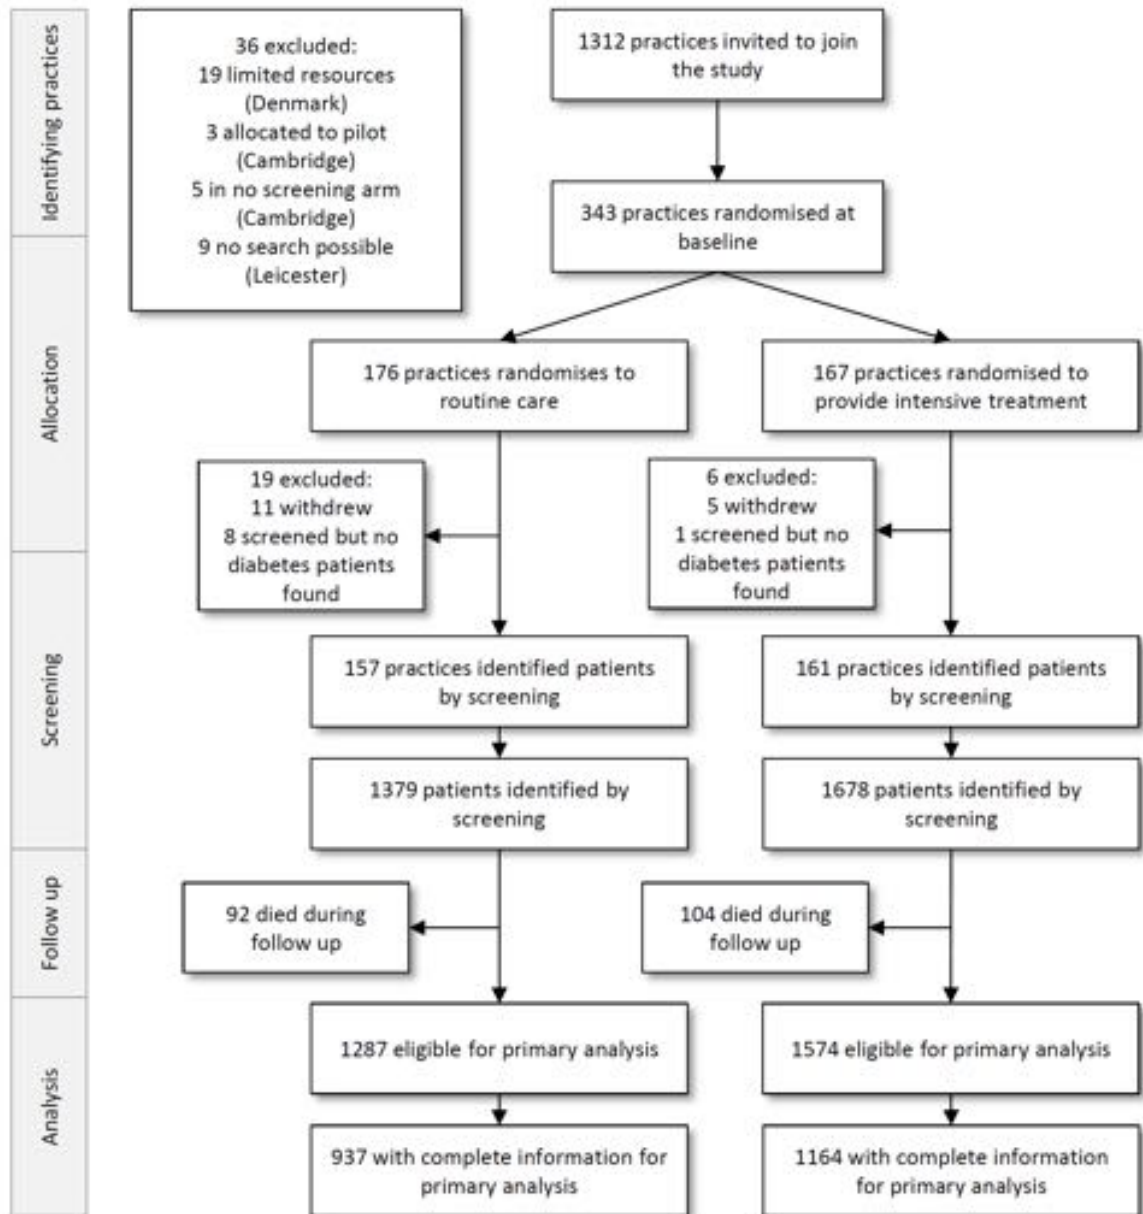 Identifying practices
36 excluded:
19 limited resources
(Denmark)
3 allocated to pilot
(Cambridge)
5 in no screening arm
(Cambridge)
9 no search possible
(Leicester)
1312 practices invited to join
the study
343 practices randomised at
baseline
Allocation
176 practices randomises to
routine care
167 practices randomised to
provide intensive treatment
19 excluded:
11 withdrew
8 screened but no
diabetes patients
found
6 excluded:
5 withdrew
1 screened but no
diabetes patients
found
Screening
157 practices identified patients
by screening
161 practices identified patients
by screening
1379 patients identified by
screening
1678 patients identified by
screening
Follow up
92 died during
follow up
104 died during
follow up
Analysis
1287 eligible for primary analysis
1574 eligible for primary analysis
937 with complete information for
primary analysis
1164 with complete information
for primary analysis